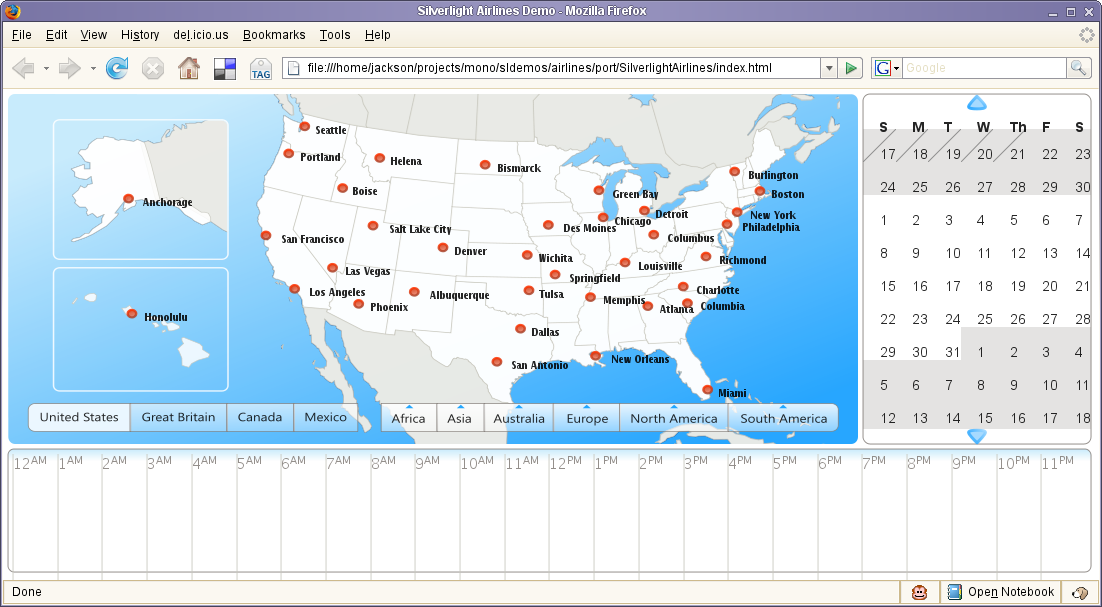 Silverlight Airlines Demo - Mozilla Firefox
File Edit View History del.icio.us Bookmarks Tools Help
TAG file:///home/jackson/projects/mono/sldemos/airlines/port/SilverlightAirlines/index.html G Google
Seattle
Portland
Helena
Bismarck
Boise
Anchorage
Green Bay
Burlington
Boston
San Francisco
Salt Lake City
Des Moines
Chicago
Detroit
New York
Philadelphia
Columbus
Denver
Wichita
Richmond
Las Vegas
Springfield
Louisville
Los Angeles
Phoenix
Albuquerque
Tulsa
Memphis
Charlotte
Atlanta
Columbia
Honolulu
Dallas
San Antonio
New Orleans
Miami
United States Great Britain Canada Mexico Africa Asia Australia Europe North America South America
S M T W Th F S
17 18 19 20 21 22 23
24 25 26 27 28 29 30
1 2 3 4 5 6 7
8 9 10 11 12 13 14
15 16 17 18 19 20 21
22 23 24 25 26 27 28
29 30 31 1 2 3 4
5 6 7 8 9 10 11
12 13 14 15 16 17 18
12AM 1AM 2AM 3AM 4AM 5AM 6AM 7AM 8AM 9AM 10AM 11AM 12PM 1PM 2PM 3PM 4PM 5PM 6PM 7PM 8PM 9PM 10PM 11PM
Done Open Notebook